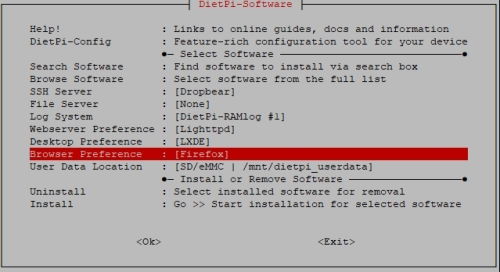 DietPi-Software
Help! : Links to online guides, docs and information
DietPi-Config : Feature-rich configuration tool for your device
●─ Select Software ─●
Search Software : Find software to install via search box
Browse Software : Select software from the full list
SSH Server : [Dropbear]
File Server : [None]
Log System : [DietPi-RAMlog #1]
Webserver Preference : [Lighttpd]
Desktop Preference : [LXDE]
Browser Preference : [Firefox]
User Data Location : [SD/eMMC | /mnt/dietpi_userdata]
●─ Install or Remove Software ─●
Uninstall : Select installed software for removal
Install : Go >> Start installation for selected software
<Ok> <Exit>